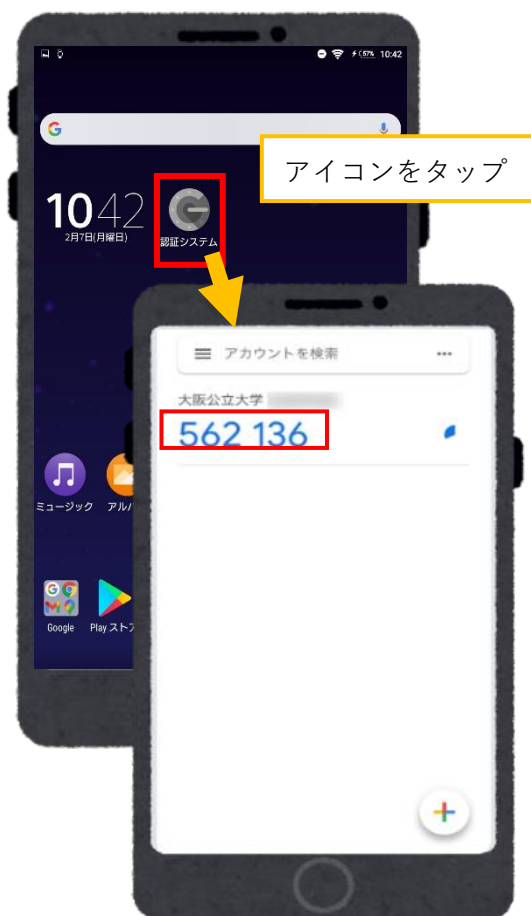 57% 10:42
アイコンをタップ
10 42
2月7日(月曜日)
認証システム
アカウントを検索
大阪公立大学
562 136
ミュージック
アルバ
Google
Play スト